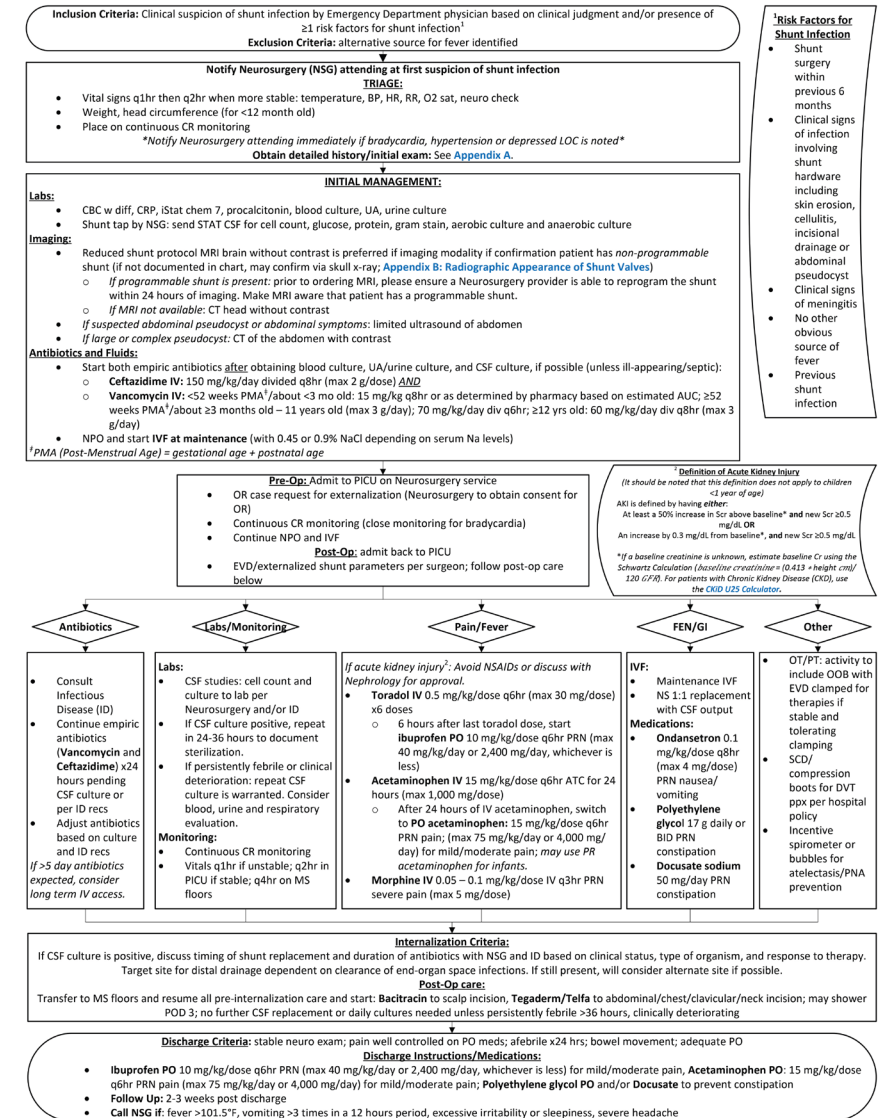 Inclusion Criteria: Clinical suspicion of shunt infection by Emergency Department physician based on clinical judgment and/or presence of
≥1 risk factors for shunt infection1
Exclusion Criteria: alternative source for fever identified
Notify Neurosurgery (NSG) attending at first suspicion of shunt infection
TRIAGE:
• Vital signs q1hr then q2hr when more stable: temperature, BP, HR, RR, O2 sat, neuro check
• Weight, head circumference (for <12 month old)
• Place on continuous CR monitoring
*Notify Neurosurgery attending immediately if bradycardia, hypertension or depressed LOC is noted*
Obtain detailed history/initial exam: See Appendix A.
1Risk Factors for
Shunt Infection
• Shunt
surgery
within
previous 6
months
• Clinical signs
of infection
involving
shunt
hardware
including
skin erosion,
cellulitis,
incisional
drainage or
abdominal
pseudocyst
• Clinical signs
of meningitis
• No other
obvious
source of
fever
• Previous
shunt
infection
INITIAL MANAGEMENT:
Labs:
• CBC w diff, CRP, iStat chem 7, procalcitonin, blood culture, UA, urine culture
• Shunt tap by NSG: send STAT CSF for cell count, glucose, protein, gram stain, aerobic culture and anaerobic culture
Imaging:
• Reduced shunt protocol MRI brain without contrast is preferred if imaging modality if confirmation patient has non-programmable
shunt (if not documented in chart, may confirm via skull x-ray; Appendix B: Radiographic Appearance of Shunt Valves)
o If programmable shunt is present: prior to ordering MRI, please ensure a Neurosurgery provider is able to reprogram the shunt
within 24 hours of imaging. Make MRI aware that patient has a programmable shunt.
o If MRI not available: CT head without contrast
• If suspected abdominal pseudocyst or abdominal symptoms: limited ultrasound of abdomen
• If large or complex pseudocyst: CT of the abdomen with contrast
Antibiotics and Fluids:
• Start both empiric antibiotics after obtaining blood culture, UA/urine culture, and CSF culture, if possible (unless ill-appearing/septic):
o Ceftazidime IV: 150 mg/kg/day divided q8hr (max 2 g/dose) AND
o Vancomycin IV: <52 weeks PMA‡/about <3 mo old: 15 mg/kg q8hr or as determined by pharmacy based on estimated AUC; ≥52
weeks PMA‡/about ≥3 months old – 11 years old (max 3 g/day); 70 mg/kg/day div q6hr; ≥12 yrs old: 60 mg/kg/day div q8hr (max 3
g/day)
• NPO and start IVF at maintenance (with 0.45 or 0.9% NaCl depending on serum Na levels)
‡PMA (Post-Menstrual Age) = gestational age + postnatal age
Pre-Op: Admit to PICU on Neurosurgery service
• OR case request for externalization (Neurosurgery to obtain consent for
OR)
• Continuous CR monitoring (close monitoring for bradycardia)
• Continue NPO and IVF
Post-Op: admit back to PICU
• EVD/externalized shunt parameters per surgeon; follow post-op care
below
2 Definition of Acute Kidney Injury
(It should be noted that this definition does not apply to children
<1 year of age)
AKI is defined by having either:
At least a 50% increase in Scr above baseline* and new Scr ≥0.5
mg/dL OR
An increase by 0.3 mg/dL from baseline*, and new Scr ≥0.5 mg/dL
*If a baseline creatinine is unknown, estimate baseline Cr using the
Schwartz Calculation (baseline creatinine = (0.413 * height cm)/
120 GFR). For patients with Chronic Kidney Disease (CKD), use
the CKiD U25 Calculator.
Antibiotics
• Consult
Infectious
Disease (ID)
• Continue empiric
antibiotics
(Vancomycin and
Ceftazidime) x24
hours pending
CSF culture or
per ID recs
• Adjust antibiotics
based on culture
and ID recs
If >5 day antibiotics
expected, consider
long term IV access.
Labs/Monitoring
Labs:
• CSF studies: cell count and
culture to lab per
Neurosurgery and/or ID
• If CSF culture positive, repeat
in 24-36 hours to document
sterilization.
• If persistently febrile or clinical
deterioration: repeat CSF
culture is warranted. Consider
blood, urine and respiratory
evaluation.
Monitoring:
• Continuous CR monitoring
• Vitals q1hr if unstable; q2hr in
PICU if stable; q4hr on MS
floors
Pain/Fever
If acute kidney injury2: Avoid NSAIDs or discuss with
Nephrology for approval.
• Toradol IV 0.5 mg/kg/dose q6hr (max 30 mg/dose)
x6 doses
o 6 hours after last toradol dose, start
ibuprofen PO 10 mg/kg/dose q6hr PRN (max
40 mg/kg/day or 2,400 mg/day, whichever is
less)
• Acetaminophen IV 15 mg/kg/dose q6hr ATC for 24
hours (max 1,000 mg/dose)
o After 24 hours of IV acetaminophen, switch
to PO acetaminophen: 15 mg/kg/dose q6hr
PRN pain; (max 75 mg/kg/day or 4,000 mg/
day) for mild/moderate pain; may use PR
acetaminophen for infants.
• Morphine IV 0.05 – 0.1 mg/kg/dose IV q3hr PRN
severe pain (max 5 mg/dose)
FEN/GI
IVF:
• Maintenance IVF
• NS 1:1 replacement
with CSF output
Medications:
• Ondansetron 0.1
mg/kg/dose q8hr
(max 4 mg/dose)
PRN nausea/
vomiting
• Polyethylene
glycol 17 g daily or
BID PRN
constipation
• Docusate sodium
50 mg/day PRN
constipation
Other
• OT/PT: activity to
include OOB with
EVD clamped for
therapies if
stable and
tolerating
clamping
• SCD/
compression
boots for DVT
ppx per hospital
policy
• Incentive
spirometer or
bubbles for
atelectasis/PNA
prevention
Internalization Criteria:
If CSF culture is positive, discuss timing of shunt replacement and duration of antibiotics with NSG and ID based on clinical status, type of organism, and response to therapy.
Target site for distal drainage dependent on clearance of end-organ space infections. If still present, will consider alternate site if possible.
Post-Op care:
Transfer to MS floors and resume all pre-internalization care and start: Bacitracin to scalp incision, Tegaderm/Telfa to abdominal/chest/clavicular/neck incision; may shower
POD 3; no further CSF replacement or daily cultures needed unless persistently febrile >36 hours, clinically deteriorating
Discharge Criteria: stable neuro exam; pain well controlled on PO meds; afebrile x24 hrs; bowel movement; adequate PO
Discharge Instructions/Medications:
• Ibuprofen PO 10 mg/kg/dose q6hr PRN (max 40 mg/kg/day or 2,400 mg/day, whichever is less) for mild/moderate pain, Acetaminophen PO: 15 mg/kg/dose
q6hr PRN pain (max 75 mg/kg/day or 4,000 mg/day) for mild/moderate pain; Polyethylene glycol PO and/or Docusate to prevent constipation
• Follow Up: 2-3 weeks post discharge
• Call NSG if: fever >101.5°F, vomiting >3 times in a 12 hours period, excessive irritability or sleepiness, severe headache